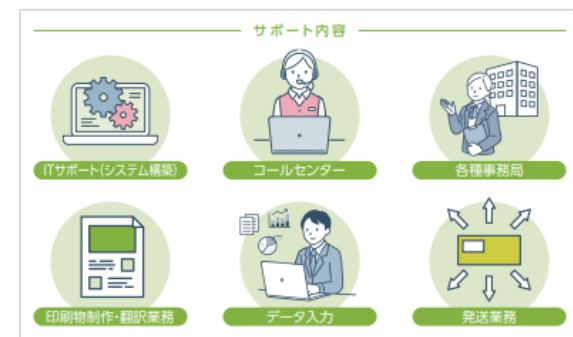 サポート内容
ITサポート(システム構築)
コールセンター
各種事務局
印刷物制作・翻訳業務
データ入力
発送業務